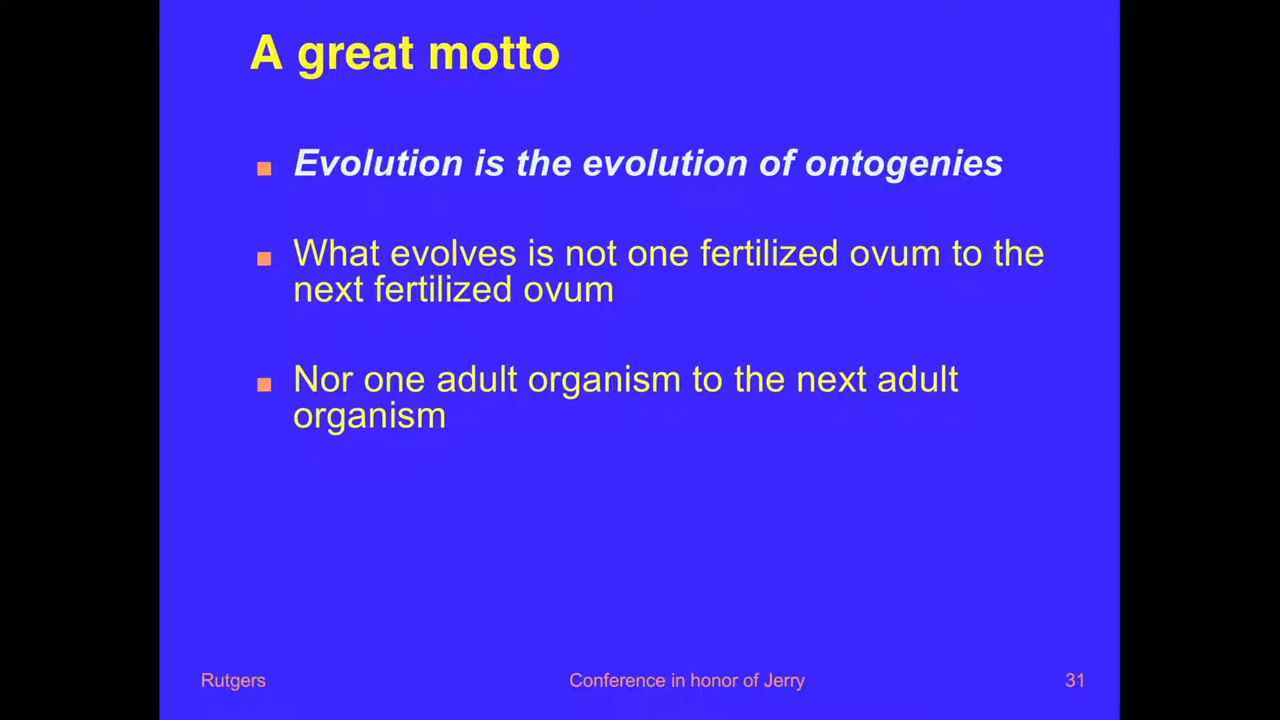 A great motto
Evolution is the evolution of ontogenies
What evolves is not one fertilized ovum to the
next fertilized ovum
Nor one adult organism to the next adult
organism
Rutgers
Conference in honor of Jerry
31